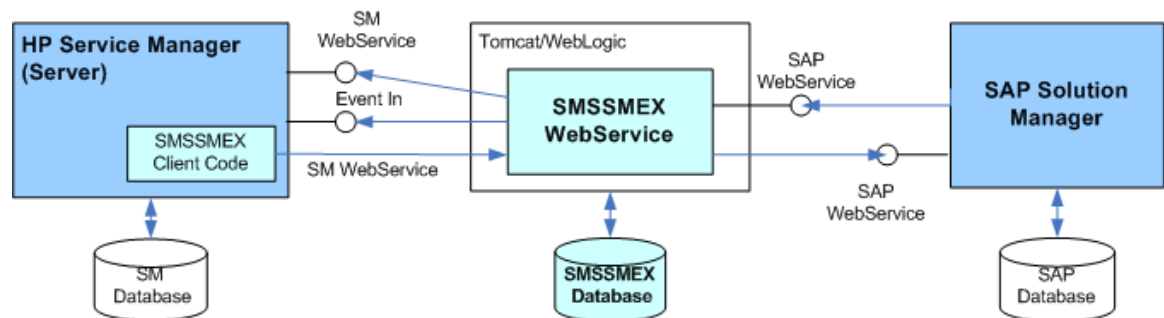 HP Service Manager
(Server)
SMSSMEX
Client Code
SM
WebService
Event In
SM WebService
Tomcat/WebLogic
SMSSMEX
WebService
SAP
WebService
SAP
WebService
SAP Solution
Manager
SM
Database
SMSSMEX
Database
SAP
Database